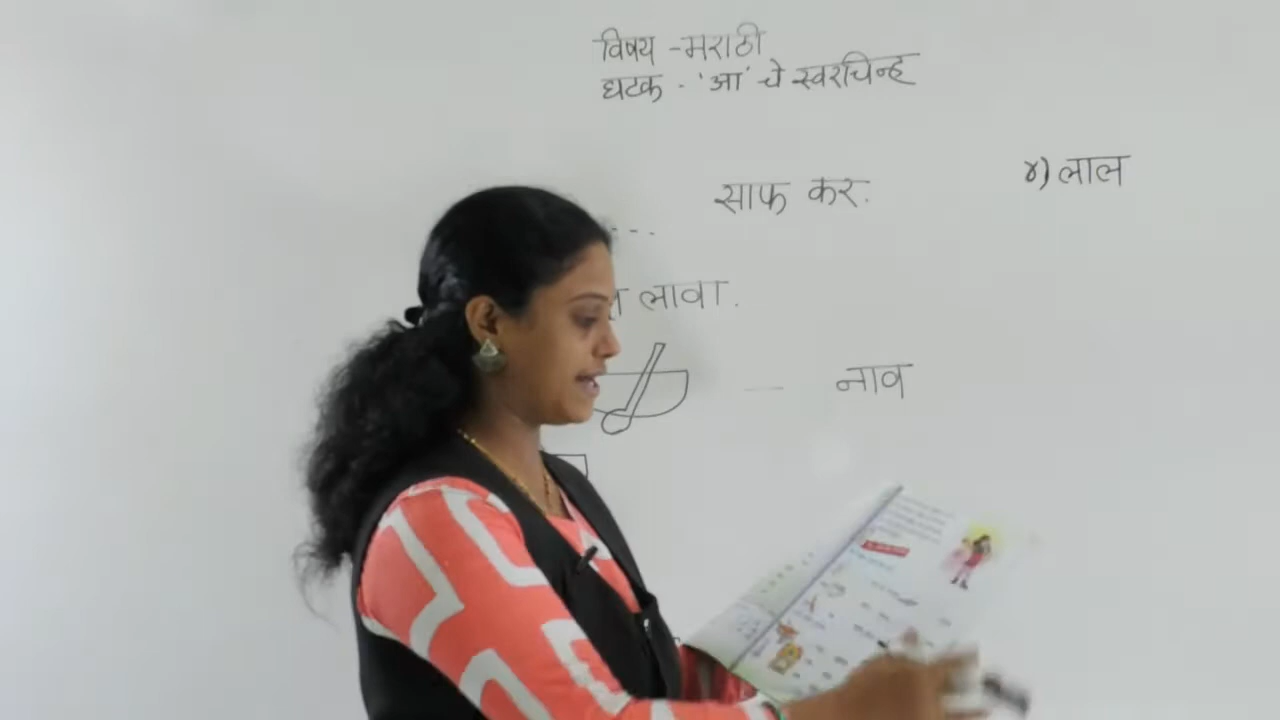 विषय - मराठी
घटक - 'आ' चे स्वरचिन्ह
४) लाल
साफ कर.
लावा.
नाव